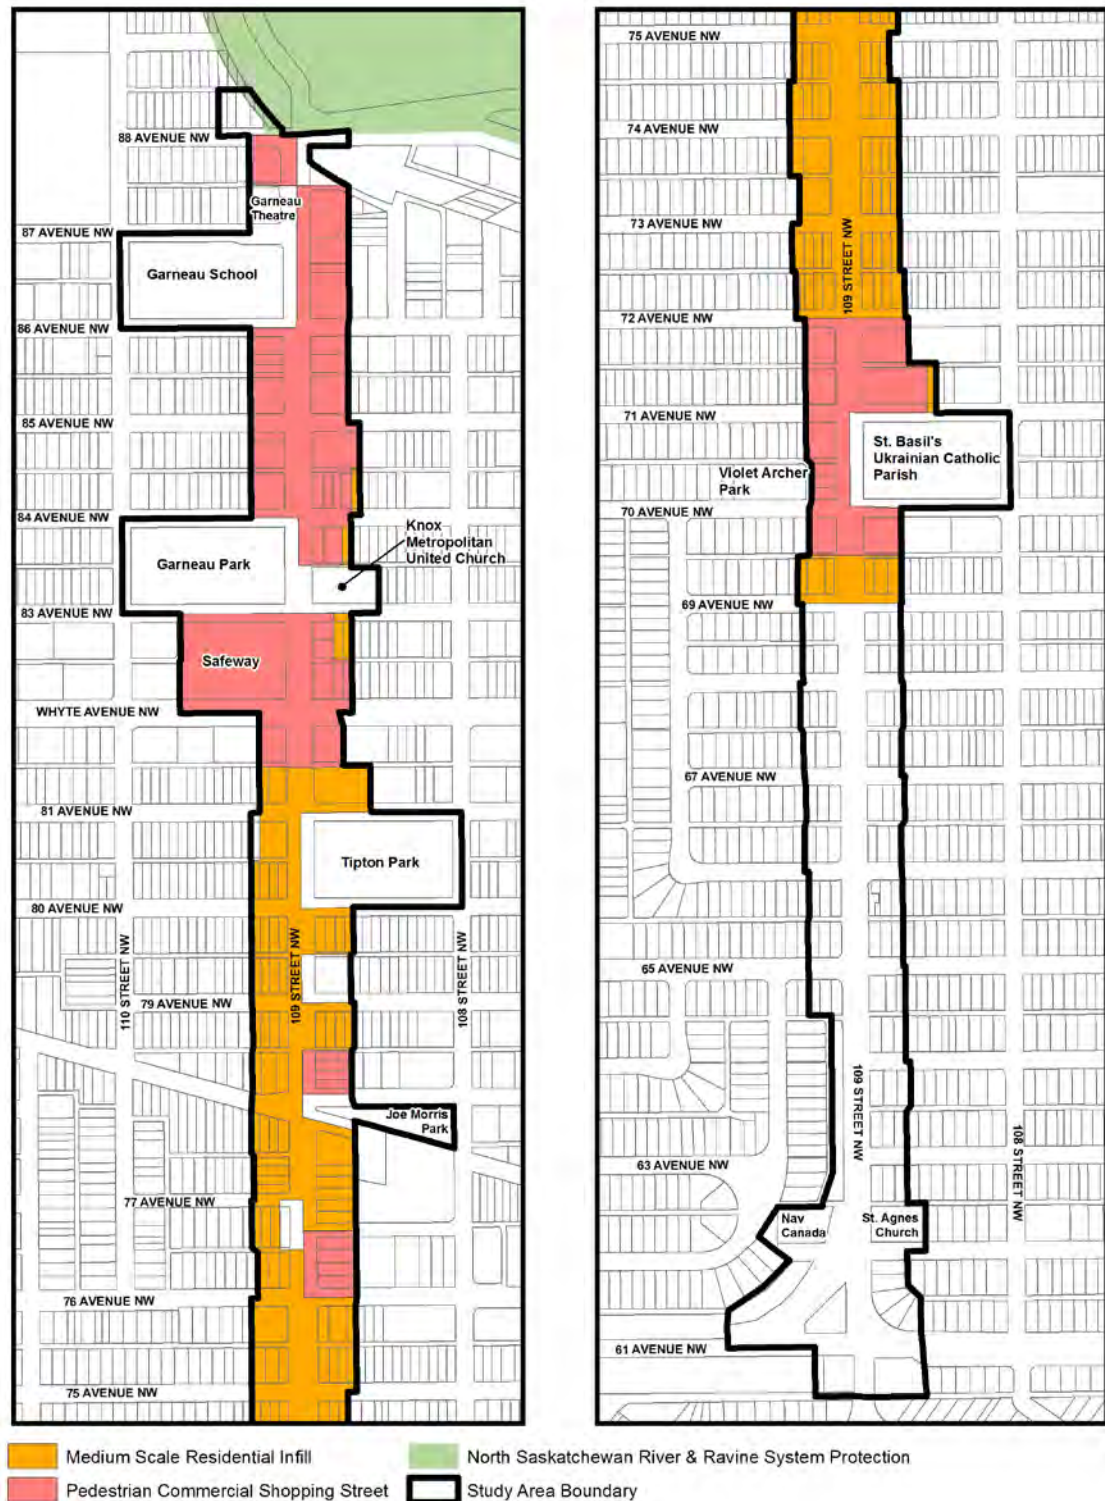 88 AVENUE NW
Garneau
Theatre
87 AVENUE NW
Garneau School
86 AVENUE NW
85 AVENUE NW
84 AVENUE NW
Knox
Metropolitan
United Church
Garneau Park
83 AVENUE NW
Safeway
WHYTE AVENUE NW
81 AVENUE NW
Tipton Park
80 AVENUE NW
110 STREET NW
109 STREET NW
108 STREET NW
79 AVENUE NW
Joe Morris
Park
77 AVENUE NW
76 AVENUE NW
75 AVENUE NW
75 AVENUE NW
74 AVENUE NW
73 AVENUE NW
109 STREET NW
72 AVENUE NW
71 AVENUE NW
St. Basil's
Ukrainian Catholic
Parish
Violet Archer
Park
70 AVENUE NW
69 AVENUE NW
67 AVENUE NW
65 AVENUE NW
109 STREET NW
108 STREET NW
63 AVENUE NW
Nav
Canada
St. Agnes
Church
61 AVENUE NW
Medium Scale Residential Infill
North Saskatchewan River & Ravine System Protection
Pedestrian Commercial Shopping Street
Study Area Boundary